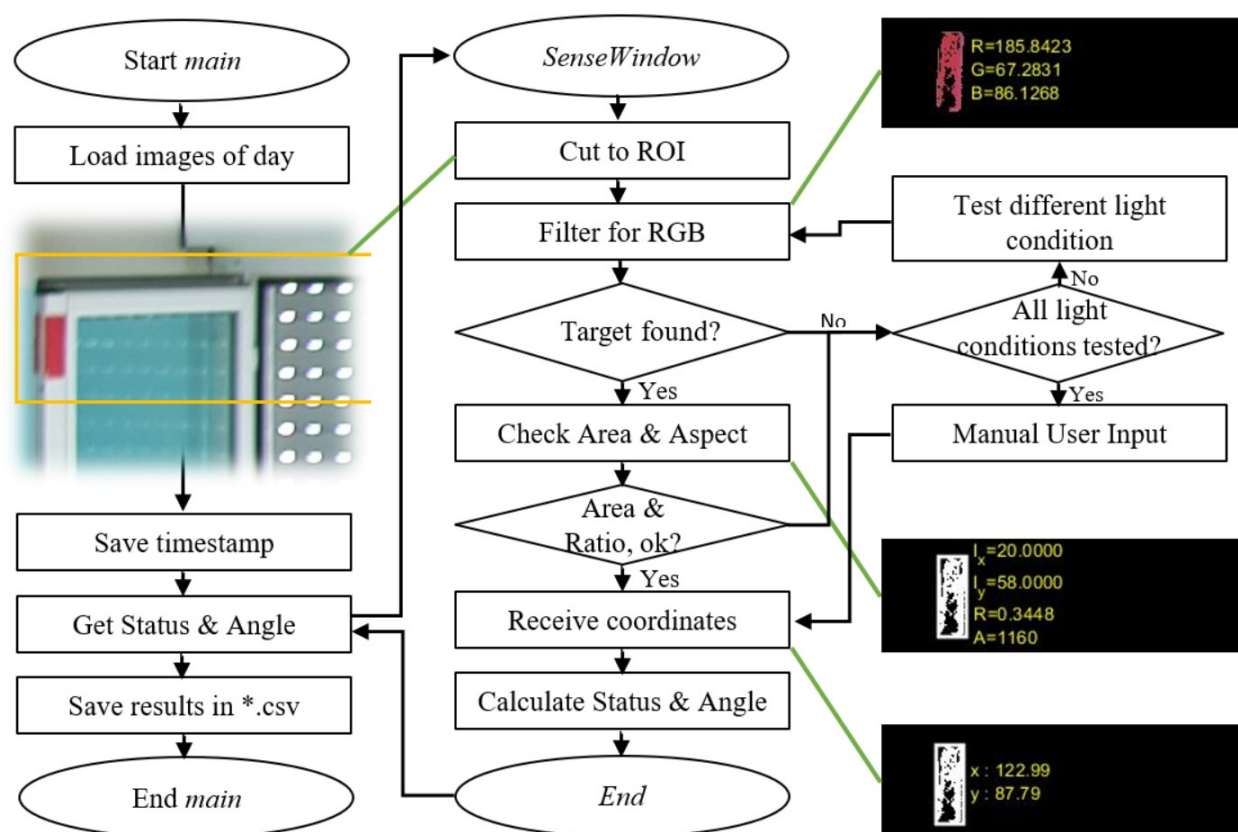 Start main
Load images of day
Save timestamp
Get Status & Angle
Save results in *.csv
End main
SenseWindow
Cut to ROI
Filter for RGB
Target found?
No
Yes
Check Area & Aspect
Area &
Ratio, ok?
Yes
Receive coordinates
Calculate Status & Angle
End
Test different light
condition
No
All light
conditions tested?
Yes
Manual User Input
R=185.8423
G=67.2831
B=86.1268
l_x=20.0000
l_y=58.0000
R=0.3448
A=1160
x : 122.99
y : 87.79